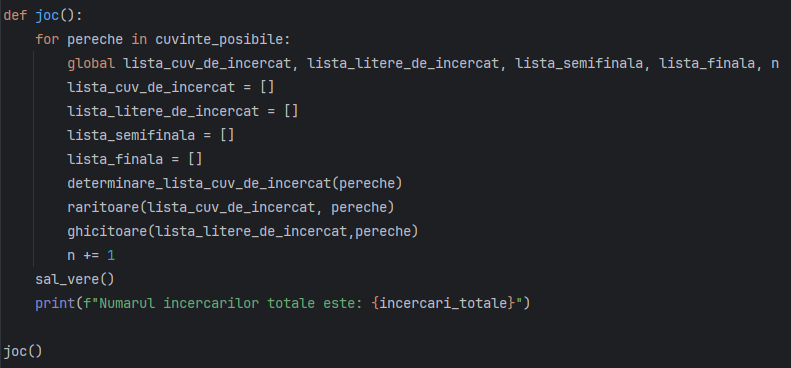 def joc():
    for pereche in cuvinte_posibile:
        global lista_cuv_de_incercat, lista_litere_de_incercat, lista_semifinala, lista_finala, n
        lista_cuv_de_incercat = []
        lista_litere_de_incercat = []
        lista_semifinala = []
        lista_finala = []
        determinare_lista_cuv_de_incercat(pereche)
        raritoare(lista_cuv_de_incercat, pereche)
        ghicitoare(lista_litere_de_incercat,pereche)
        n += 1
    sal_vere()
    print(f"Numarul incercarilor totale este: {incercari_totale}")
joc()